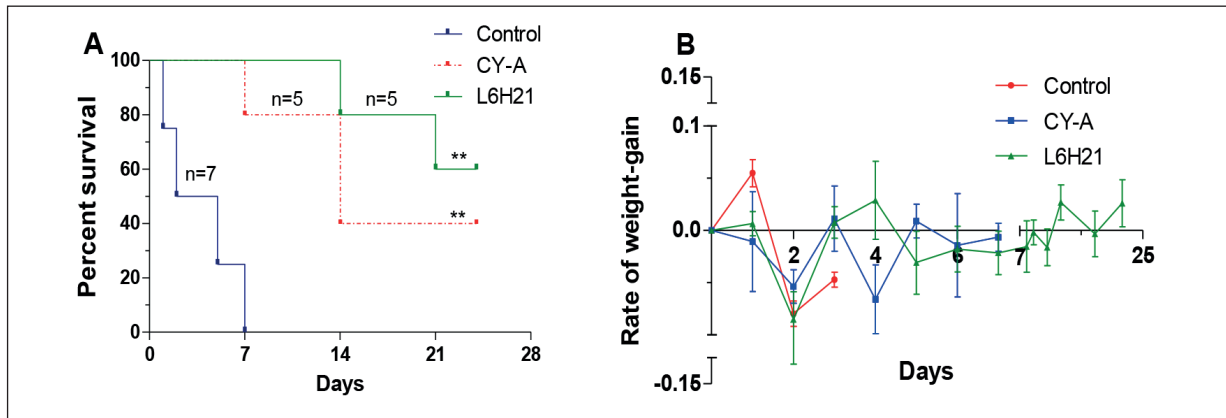 A
Control
CY-A
L6H21
100
80
60
40
20
0
Percent survival
n=7
n=5
n=5
**
**
0
7
14
21
28
Days
B
Control
CY-A
L6H21
0.15
0.1
0.0
-0.15
Rate of weight-gain
2
4
6
7
25
Days